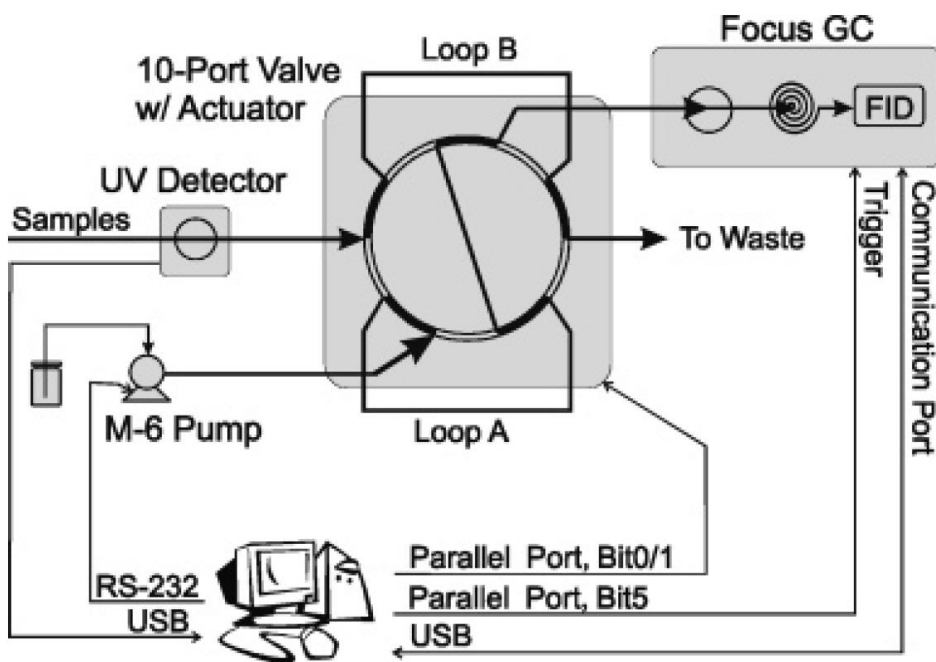 Focus GC
Loop B
10-Port Valve
w/ Actuator
FID
UV Detector
Samples
To Waste
Trigger
Communication Port
M-6 Pump
Loop A
Parallel Port, Bit0/1
RS-232
Parallel Port, Bit5
USB
USB